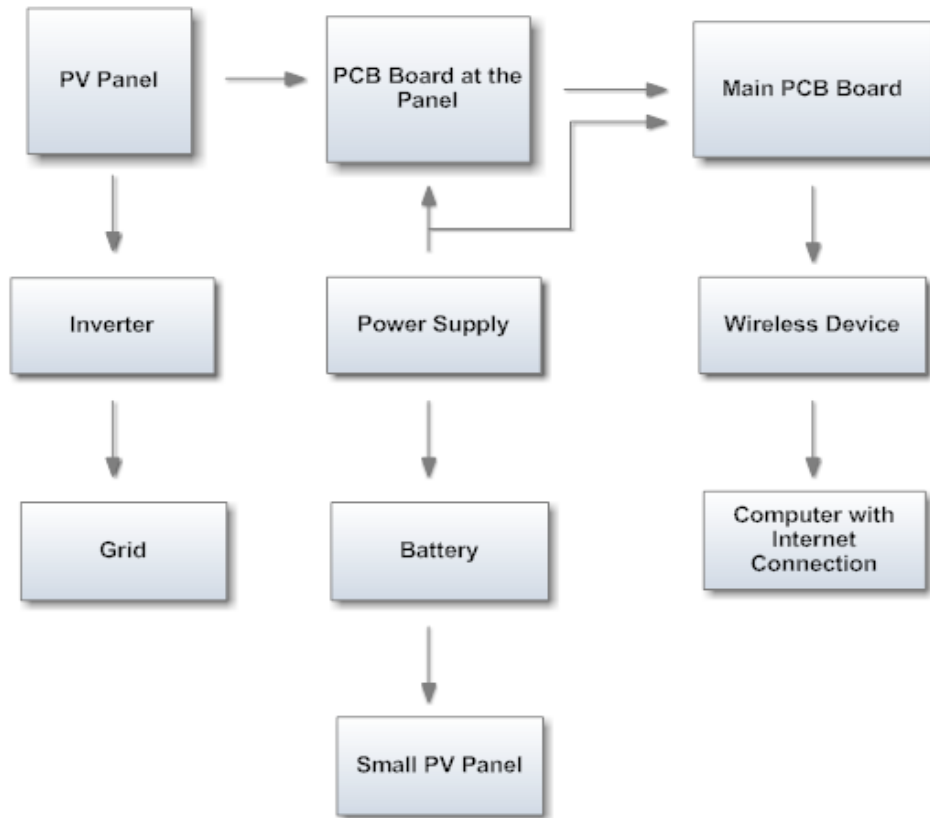 PV Panel
PCB Board at the
Panel
Main PCB Board
Inverter
Power Supply
Wireless Device
Grid
Battery
Computer with
Internet
Connection
Small PV Panel